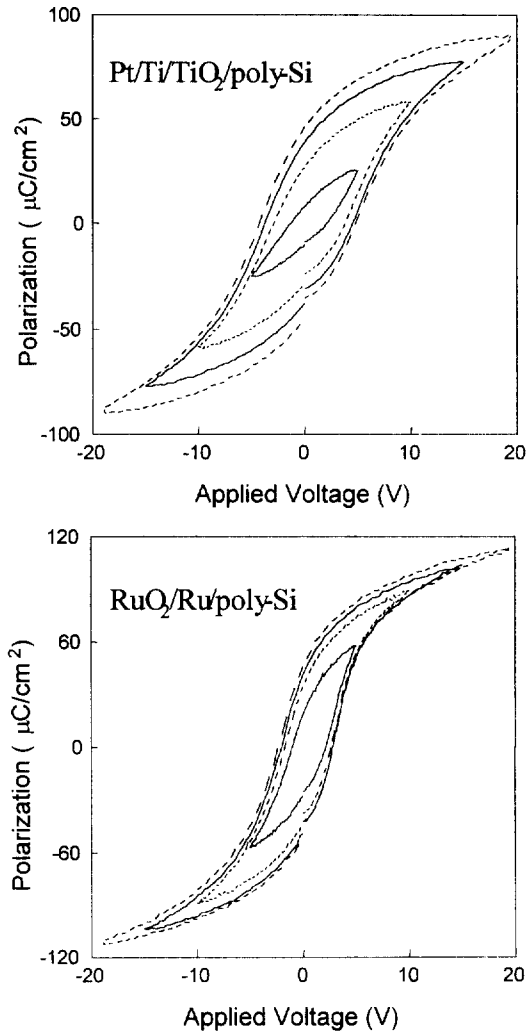 100
Pt/Ti/TiO2/poly-Si
50
0
-50
-100
Polarization ( μC/cm²)
-20 -10 0 10 20
Applied Voltage (V)
120
RuO2/Ru/poly-Si
60
0
-60
-120
Polarization ( μC/cm²)
-20 -10 0 10 20
Applied Voltage (V)